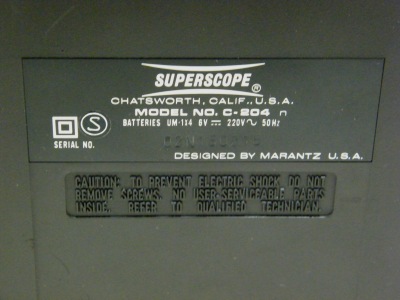 SUPERSCOPE®
CHATSWORTH, CALIF., U.S.A.
MODEL NO. C-204 n
BATTERIES UM-1X4 6V ⎓ 220V ∿ 50Hz
S
SERIAL NO.
DESIGNED BY MARANTZ U.S.A.
CAUTION: TO PREVENT ELECTRIC SHOCK DO NOT
REMOVE SCREWS. NO USER-SERVICEABLE PARTS
INSIDE. REFER TO QUALIFIED TECHNICIAN.